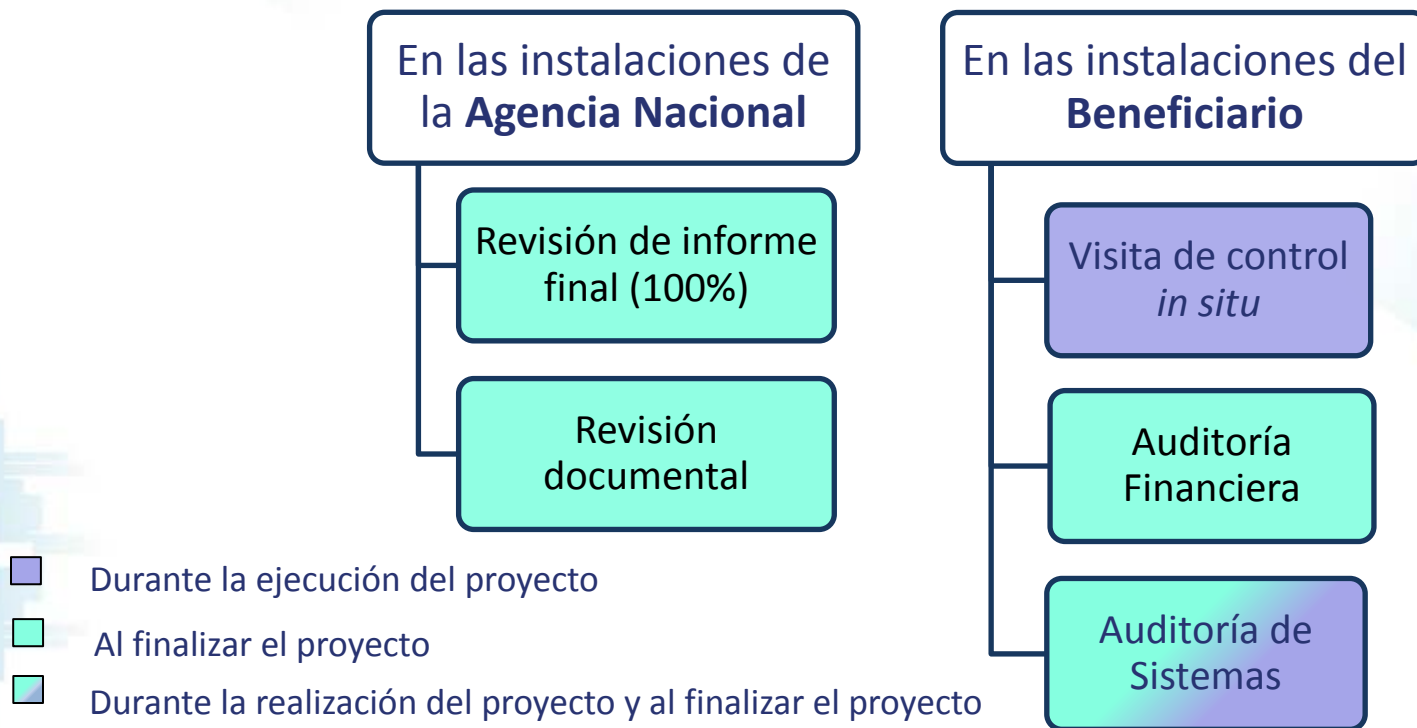 En las instalaciones de
la Agencia Nacional
Revisión de informe
final (100%)
Revisión
documental
En las instalaciones del
Beneficiario
Visita de control
in situ
Auditoría
Financiera
Auditoría de
Sistemas
Durante la ejecución del proyecto
Al finalizar el proyecto
Durante la realización del proyecto y al finalizar el proyecto